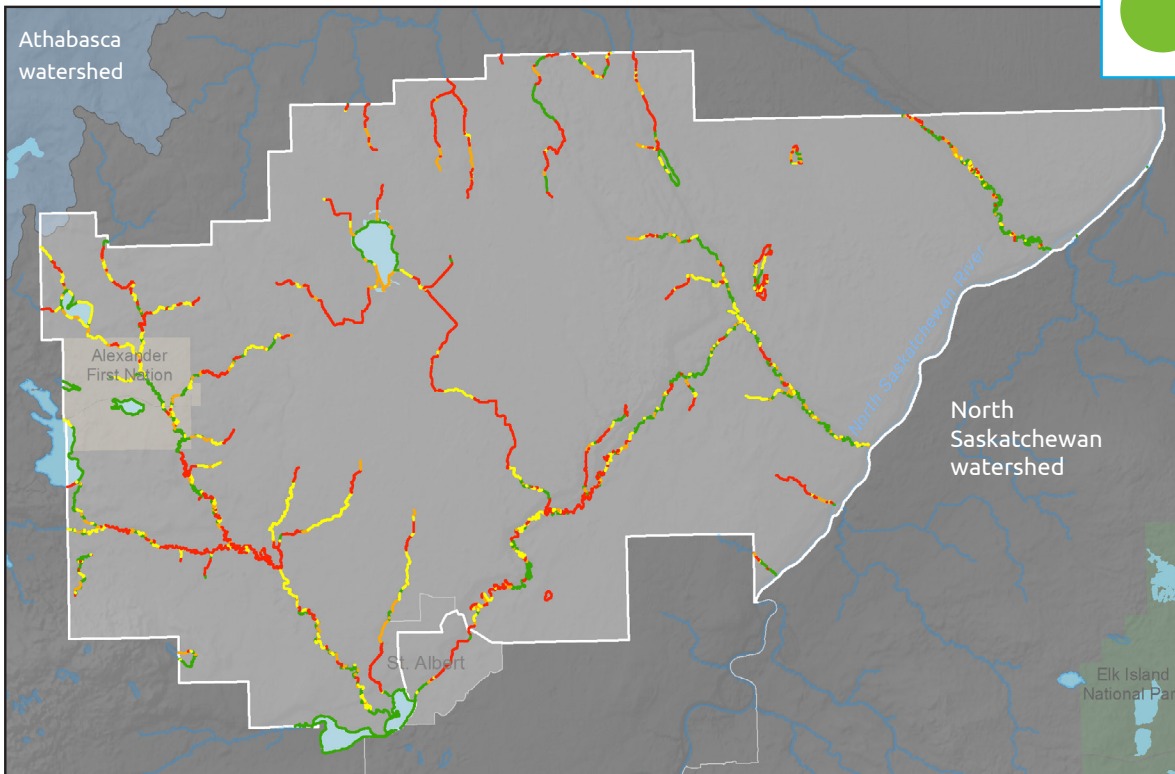 Athabasca
watershed
Alexander
First Nation
North Saskatchewan River
North
Saskatchewan
watershed
St. Albert
Elk Island
National Par